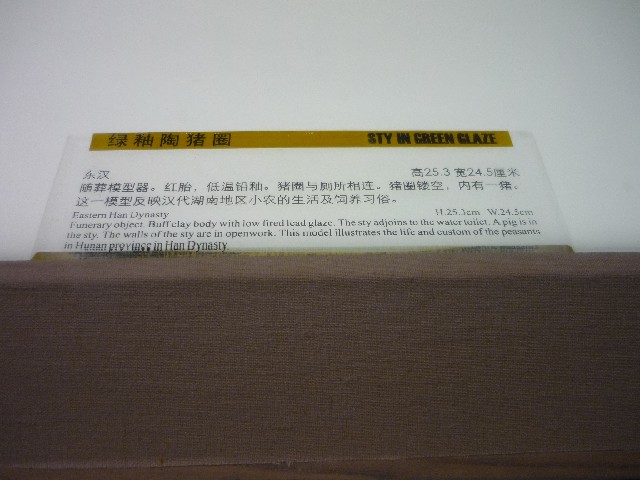 绿釉陶猪圈 STY IN GREEN GLAZE
东汉 高25.3 宽24.5厘米
随葬模型器。红胎，低温铅釉。猪圈与厕所相连。猪圈镂空，内有一猪。
这一模型反映汉代湖南地区小农的生活及饲养习俗。
Eastern Han Dynasty H.25.3cm W.24.5cm
Funerary object. Buff clay body with low fired lead glaze. The sty adjoins to the water toilet. A pig is in
the sty. The walls of the sty are in openwork. This model illustrates the life and custom of the peasants
in Hunan province in Han Dynasty.